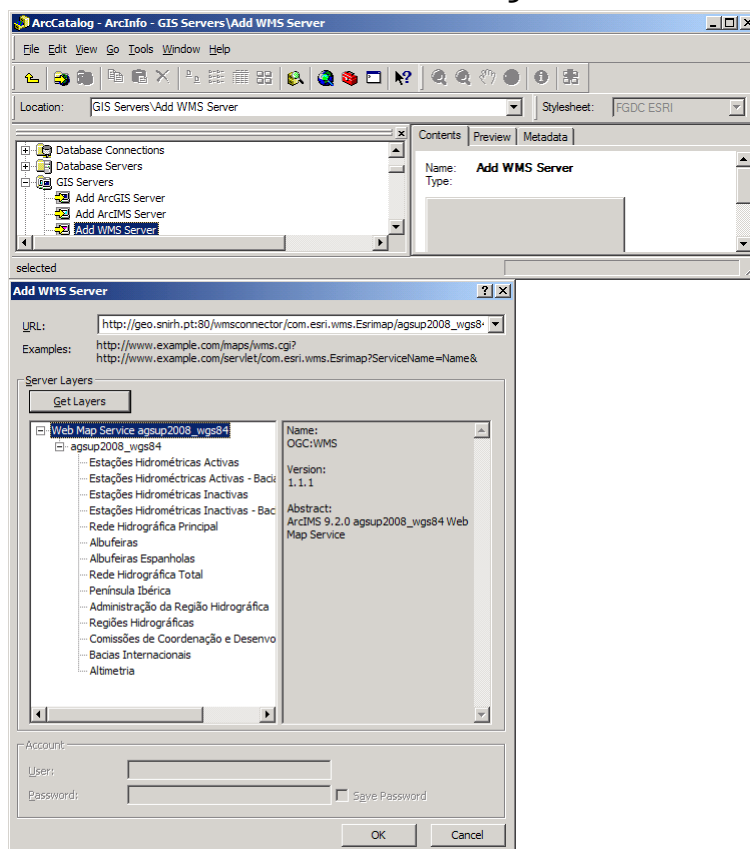 ArcCatalog - ArcInfo - GIS Servers\Add WMS Server
File Edit View Go Tools Window Help
Location: GIS Servers\Add WMS Server Stylesheet: FGDC ESRI
Contents Preview Metadata
Database Connections
Database Servers
GIS Servers
Add ArcGIS Server
Add ArcIMS Server
Add WMS Server
Name: Add WMS Server
Type:
selected
Add WMS Server
URL: http://geo.snirh.pt:80/wmsconnector/com.esri.wms.Esrimap/agsup2008_wgs84
Examples: http://www.example.com/maps/wms.cgi?
http://www.example.com/servlet/com.esri.wms.Esrimap?ServiceName=Name&
Server Layers
Get Layers
Web Map Service agsup2008_wgs84
agsup2008_wgs84
Estações Hidrométricas Activas
Estações Hidroméctricas Activas - Bacia
Estações Hidrométricas Inactivas
Estações Hidrométricas Inactivas - Bac
Rede Hidrográfica Principal
Albufeiras
Albufeiras Espanholas
Rede Hidrográfica Total
Península Ibérica
Administração da Região Hidrográfica
Regiões Hidrográficas
Comissões de Coordenação e Desenvo
Bacias Internacionais
Altimetria
Name:
OGC:WMS
Version:
1.1.1
Abstract:
ArcIMS 9.2.0 agsup2008_wgs84 Web
Map Service
Account
User:
Password: Save Password
OK Cancel